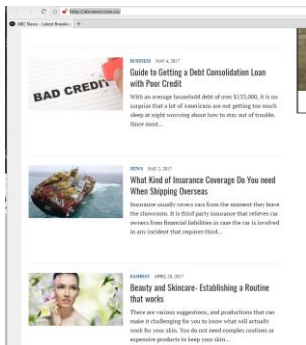 http://abcnews.com.co/
ABC News - Latest Breakin
BUSINESS MAY 4, 2017
Guide to Getting a Debt Consolidation Loan
with Poor Credit
BAD CREDIT
With an average household debt of over $133,000, it is no
surprise that a lot of Americans are not getting too much
sleep at night worrying about how to stay out of trouble.
Since most...
NEWS MAY 2, 2017
What Kind of Insurance Coverage Do You need
When Shipping Overseas
Insurance usually covers cars from the moment they leave
the showroom. It is third party insurance that relieves car
owners from financial liabilities in case the car is involved
in any incident that requires third...
FASHION APRIL 28, 2017
Beauty and Skincare- Establishing a Routine
that works
There are various suggestions, and productions that can
make it challenging for you to know what will actually
work for your skin. You do not need complex routines or
expensive products to keep your skin...